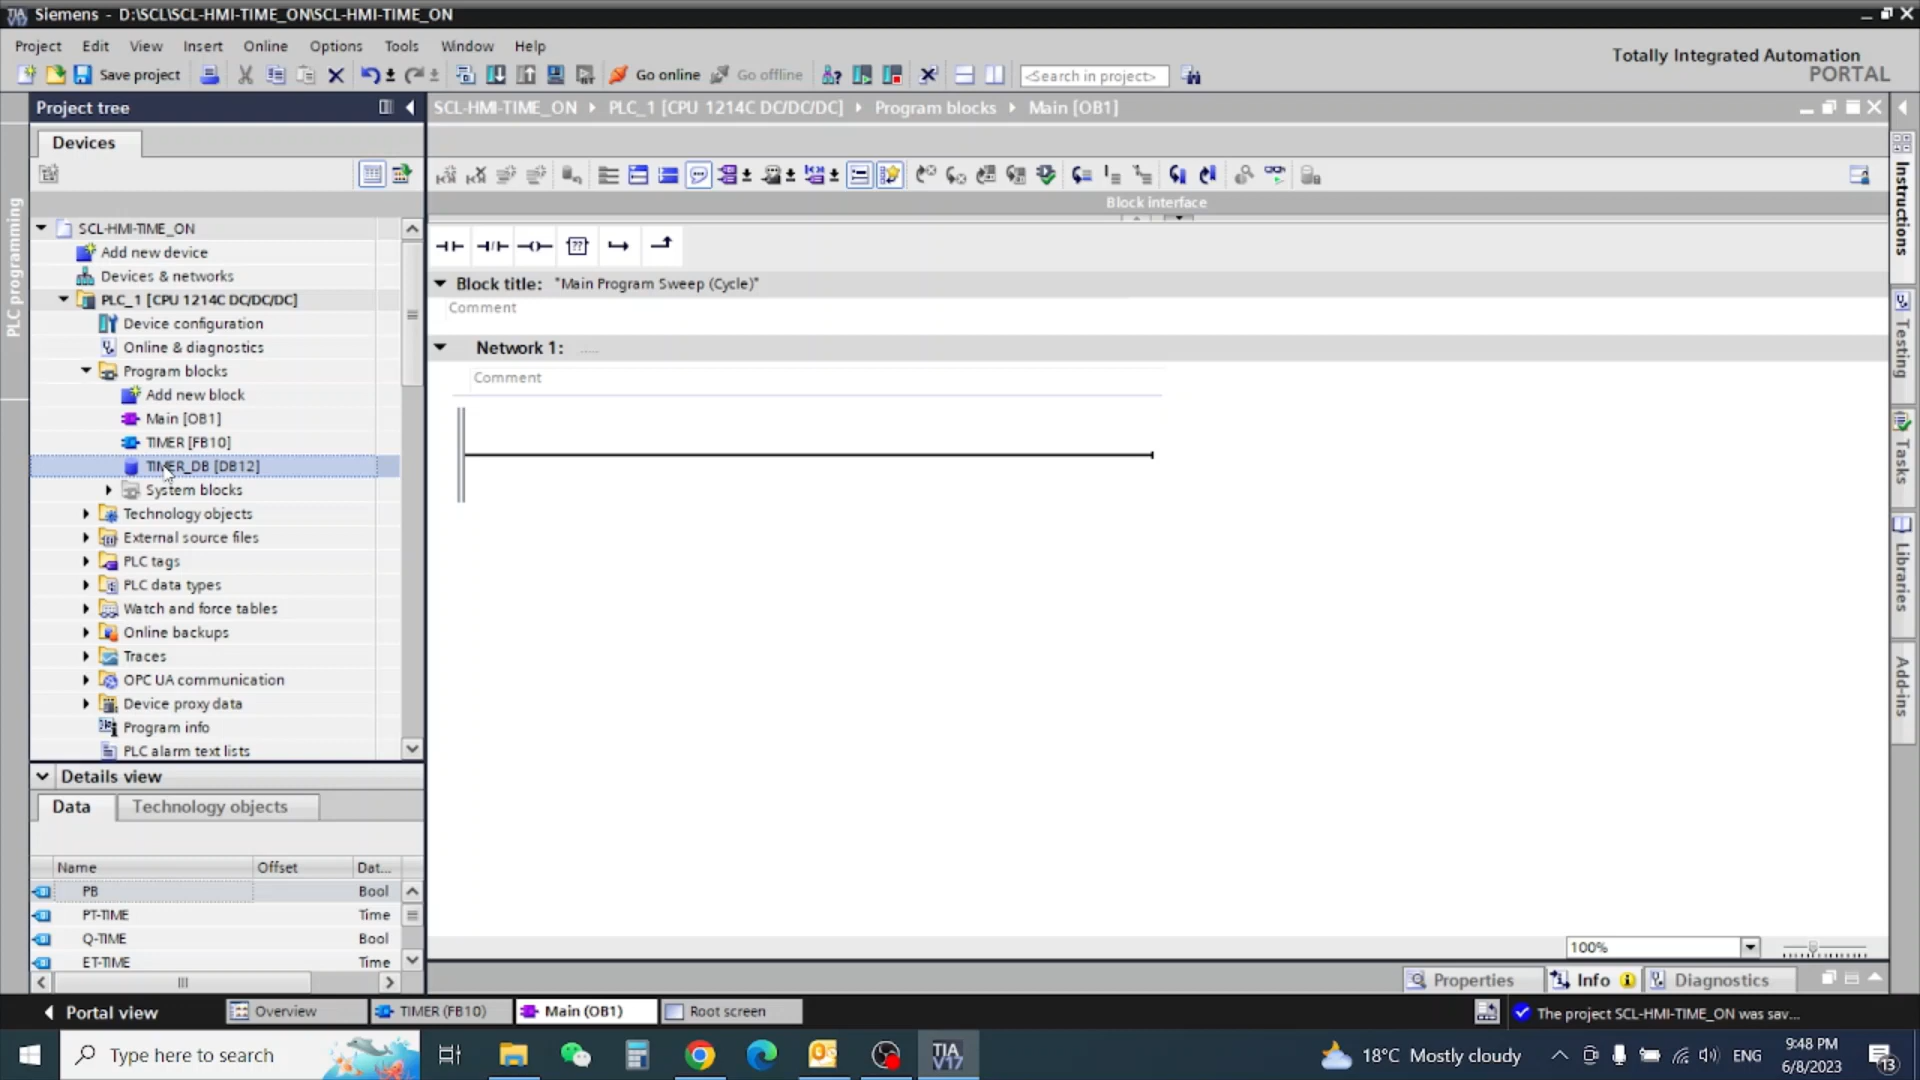 Siemens - D:\SCL\SCL-HMI-TIME_ON\SCL-HMI-TIME_ON
Project Edit View Insert Online Options Tools Window Help
Totally Integrated Automation
PORTAL
Save project
Go online
Go offline
<Search in project>
Project tree
SCL-HMI-TIME_ON PLC_1 [CPU 1214C DC/DC/DC] Program blocks Main [OB1]
Devices
PLC programming
Block interface
SCL-HMI-TIME_ON
Add new device
Devices & networks
PLC_1 [CPU 1214C DC/DC/DC]
Device configuration
Online & diagnostics
Program blocks
Add new block
Main [OB1]
TIMER [FB10]
TIMER_DB [DB12]
System blocks
Technology objects
External source files
PLC tags
PLC data types
Watch and force tables
Online backups
Traces
OPC UA communication
Device proxy data
Program info
PLC alarm text lists
??
Block title: "Main Program Sweep (Cycle)"
Comment
Network 1: .....
Comment
Instructions
Testing
Tasks
Libraries
Add-ins
Details view
Data Technology objects
Name Offset Dat...
PB Bool
PT-TIME Time
Q-TIME Bool
ET-TIME Time
100%
Properties Info Diagnostics
Portal view Overview TIMER (FB10) Main (OB1) Root screen
The project SCL-HMI-TIME_ON was sav...
Type here to search
TIA
V17
18°C Mostly cloudy
ENG
9:48 PM
6/8/2023
13